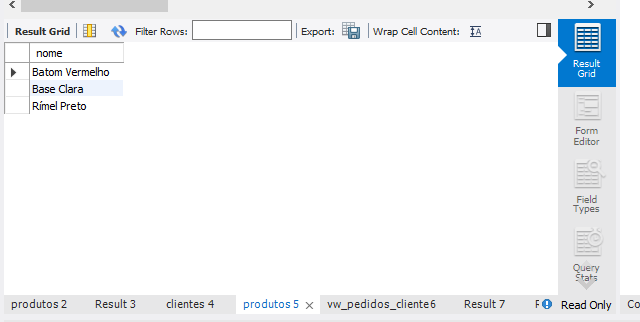 Result Grid Filter Rows: Export: Wrap Cell Content:
nome
Batom Vermelho
Base Clara
Rímel Preto
Result
Grid
Form
Editor
Field
Types
Query
Stats
produtos 2 Result 3 clientes 4 produtos 5 vw_pedidos_cliente6 Result 7 Read Only Co